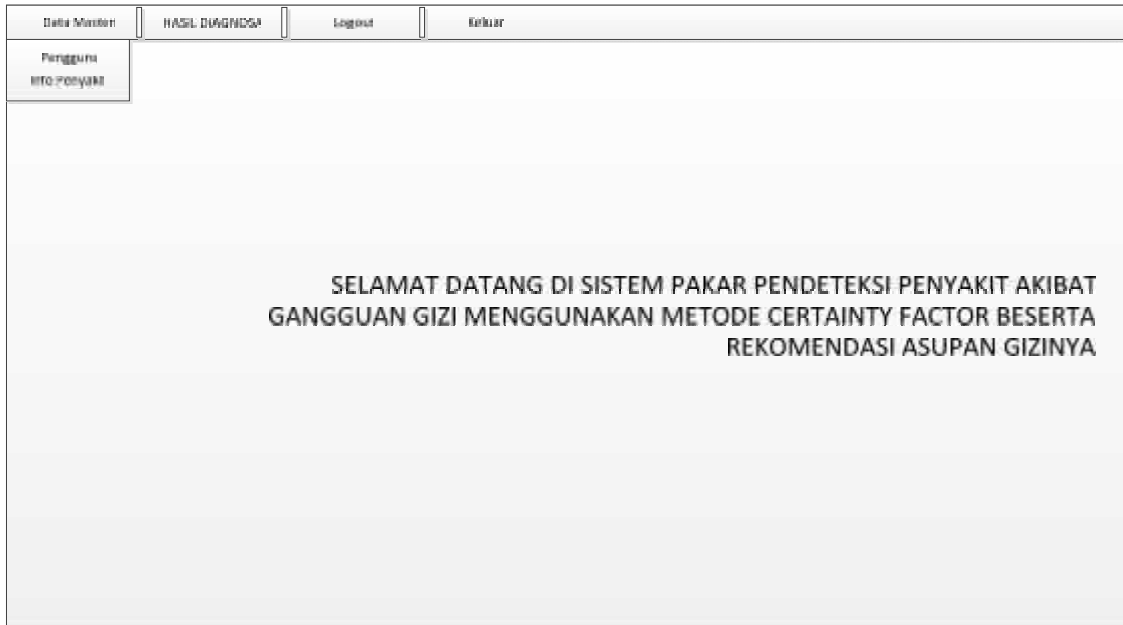 Data Master HASIL DIAGNOSA Logout Keluar
Pengguna
Info Penyakit
SELAMAT DATANG DI SISTEM PAKAR PENDETEKSI PENYAKIT AKIBAT
GANGGUAN GIZI MENGGUNAKAN METODE CERTAINTY FACTOR BESERTA
REKOMENDASI ASUPAN GIZINYA